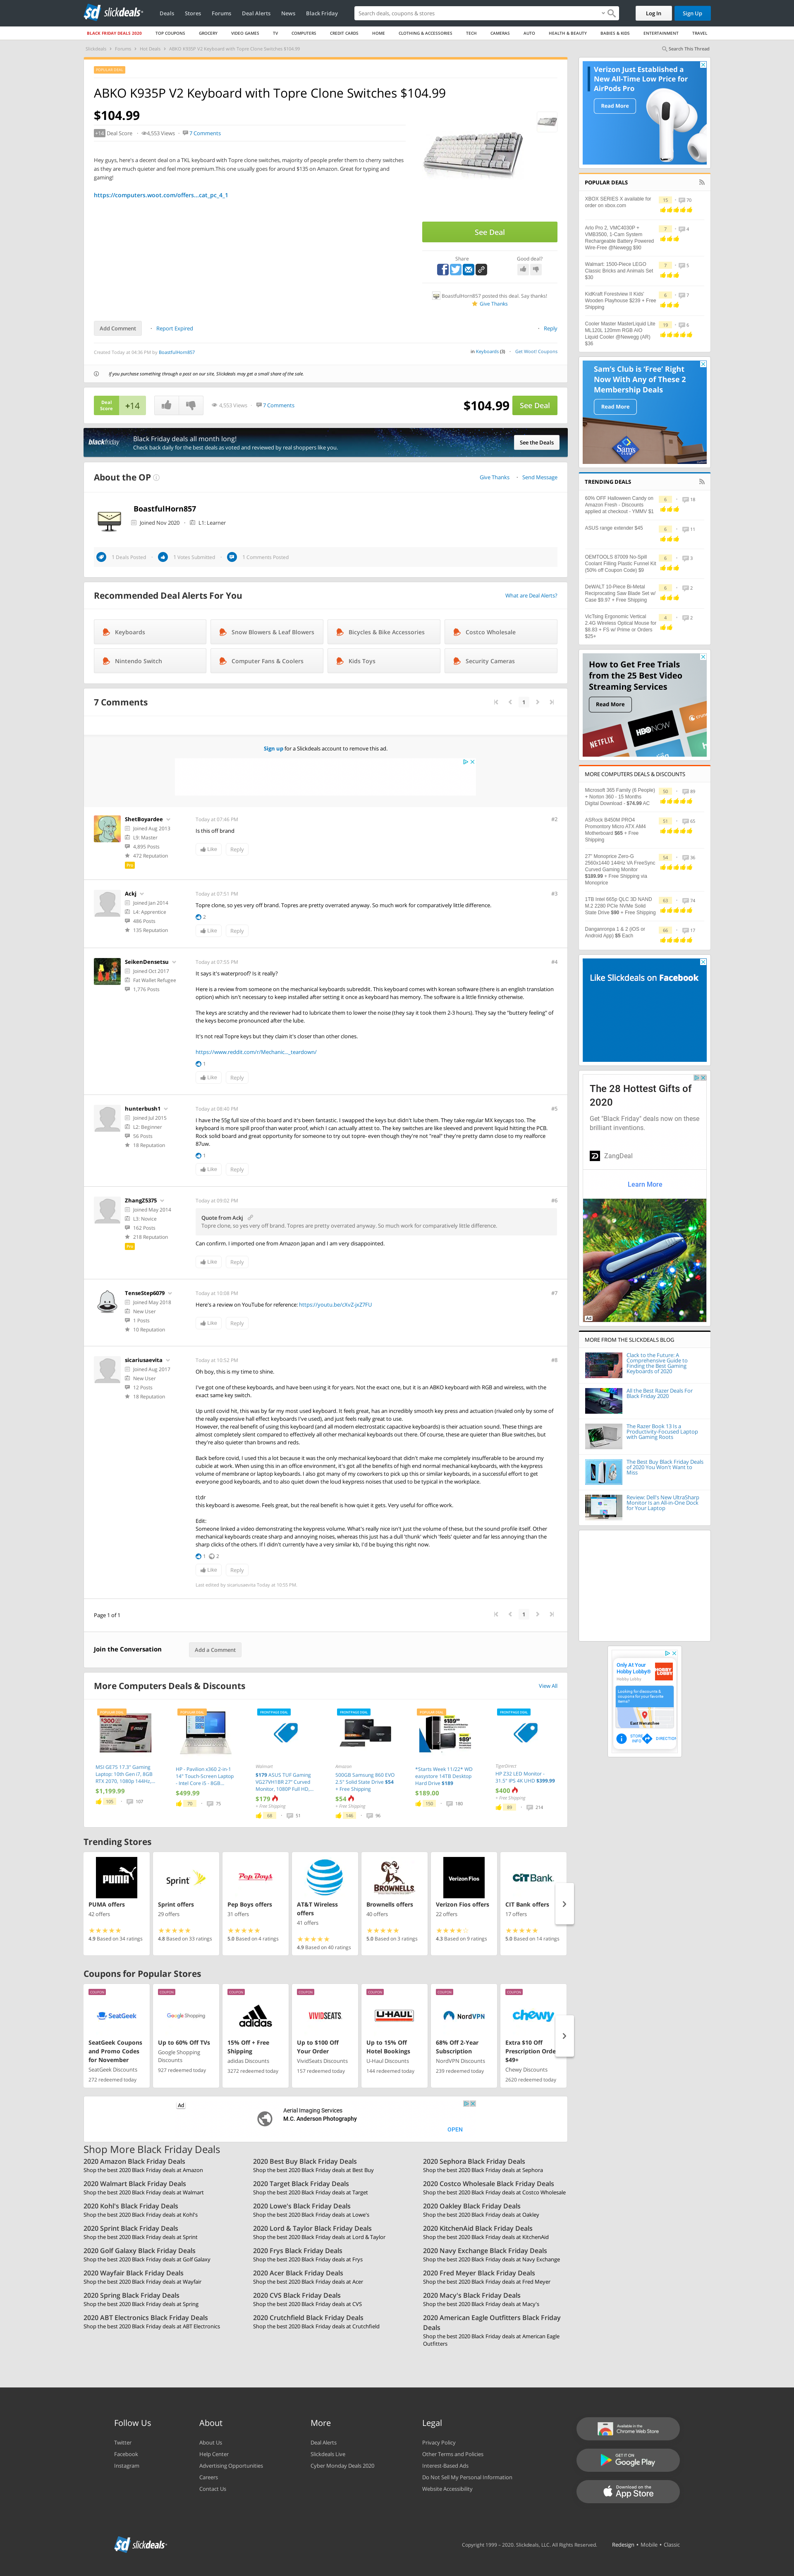 slickdeals
Deals Stores Forums Deal Alerts News Black Friday
Search deals, coupons & stores
Log In Sign Up
BLACK FRIDAY DEALS 2020 TOP COUPONS GROCERY VIDEO GAMES TV COMPUTERS CREDIT CARDS HOME CLOTHING & ACCESSORIES TECH CAMERAS AUTO HEALTH & BEAUTY BABIES & KIDS ENTERTAINMENT TRAVEL
Slickdeals > Forums > Hot Deals > ABKO K935P V2 Keyboard with Topre Clone Switches $104.99
Search This Thread
POPULAR DEAL
ABKO K935P V2 Keyboard with Topre Clone Switches $104.99
$104.99
+14 Deal Score 4,553 Views 7 Comments
Hey guys, here's a decent deal on a TKL keyboard with Topre clone switches, majority of people prefer them to cherry switches
as they are much quieter and feel more premium.This one usually goes for around $135 on Amazon. Great for typing and
gaming!
https://computers.woot.com/offers...cat_pc_4_1
See Deal
Share Good deal?
BoastfulHorn857 posted this deal. Say thanks!
Give Thanks
Add Comment Report Expired
Reply
Created Today at 04:36 PM by BoastfulHorn857
in Keyboards (3) Get Woot! Coupons
If you purchase something through a post on our site, Slickdeals may get a small share of the sale.
Deal
Score
+14
4,553 Views 7 Comments
$104.99 See Deal
blackfriday
Black Friday deals all month long!
Check back daily for the best deals as voted and reviewed by real shoppers like you.
See the Deals
About the OP
Give Thanks Send Message
BoastfulHorn857
Joined Nov 2020 L1: Learner
1 Deals Posted 1 Votes Submitted 1 Comments Posted
Recommended Deal Alerts For You
What are Deal Alerts?
Keyboards Snow Blowers & Leaf Blowers Bicycles & Bike Accessories Costco Wholesale
Nintendo Switch Computer Fans & Coolers Kids Toys Security Cameras
7 Comments
1
Sign up for a Slickdeals account to remove this ad.
ShetBoyardee
Joined Aug 2013
L9: Master
4,895 Posts
472 Reputation
Pro
Today at 07:46 PM
#2
Is this off brand
Like Reply
Ackj
Joined Jan 2014
L4: Apprentice
486 Posts
135 Reputation
Today at 07:51 PM
#3
Topre clone, so yes very off brand. Topres are pretty overrated anyway. So much work for comparatively little difference.
2
Like Reply
SeikenDensetsu
Joined Oct 2017
Fat Wallet Refugee
1,776 Posts
Today at 07:55 PM
#4
It says it's waterproof? Is it really?
Here is a review from someone on the mechanical keyboards subreddit. This keyboard comes with korean software (there is an english translation
option) which isn't necessary to keep installed after setting it once as keyboard has memory. The software is a lil't finnicky.
The keys are scratchy and the reviewer had to lubricate them to lower the noise (they say it took them 2-3 hours). They say the "buttery feeling" of
the keys become more pronounced after the lube.
It's not real Topre keys but they claim it's closer than other clones.
https://www.reddit.com/r/Mechanic..._teardown/
1
Like Reply
hunterbush1
Joined Jul 2015
L2: Beginner
56 Posts
18 Reputation
Today at 08:40 PM
#5
I have the 55g full size of this board and it's been fantastic. I swapped the keys but didn't lube them. They take regular MX keycaps too. The
keyboard is definitely spill proof than water proof, which I can actually attest to. The key switches are like sleeved and prevent liquid hitting the PCB.
Rock solid board and great opportunity for someone to try out topre- even though they're not "real" they're pretty damn close to my realforce
87uw.
1
Like Reply
ZhangZ5375
Joined May 2014
L3: Novice
162 Posts
218 Reputation
Pro
Today at 09:02 PM
#6
Quote from Ackj
Topre clone, so yes very off brand. Topres are pretty overrated anyway. So much work for comparatively little difference.
Can confirm. I imported one from Amazon Japan and I am very disappointed.
Like Reply
TenseStep6079
Joined May 2018
New User
1 Posts
10 Reputation
Today at 10:08 PM
#7
Here's a review on YouTube for reference: https://youtu.be/cXvZ-jxZ7FU
Like Reply
sicariusaevita
Joined Aug 2017
New User
12 Posts
18 Reputation
Today at 10:52 PM
#8
Oh boy, this is my time to shine.
I've got one of these keyboards, and have been using it for years. Not the exact one, but it is an ABKO keyboard with RGB and wireless, with the
exact same key switch.
Up until covid hit, this was by far my most used keyboard. It feels great, has an incredibly smooth key press and actuation (rivaled only by some of
the really expensive hall effect keyboards I've used), and just feels really great to use.
However, the real benefit of using this keyboard (and in general electrostatic capacitive keyboards) is their inaudible actuation sound. These things are
almost compared to traditional mechanical keyboards. Of course, to offset these inaudible actuation sounds, they're quite expensive sadly, but
they're also quieter than browns and reds.
Back before covid, I used this a lot because it was the only mechanical keyboard that didn't make me completely intolerable to be around by my
coworkers. Although they all understood the benefits of using non normal keyboards, and used them at home, in the workspace, the keypress
volume of membrane or laptop keyboards. I also got many of my coworkers to pick up this or similar keyboards, in a successful effort to get
everyone good keyboards, and to also quiet down the workspace keyboard noises that tend to echo about.
tl;dr
this keyboard is awesome. Feels great, but the real benefit is how quiet it gets. Very useful for office work.
Edit:
Someone linked a video demonstrating the keypress volume. What's really nice isn't just the volume of these, but the sound profile itself. Other
mechanical keyboards create sharp and annoying noises, whereas this just has a dull 'thunk' which 'feels' quieter and far less annoying than the
sharp clicks of the others. If I didn't currently have a very similar kb, I'd be buying this right now.
1 2
Like Reply
Last edited by sicariusaevita Today at 10:55 PM.
Page 1 of 1
1
Join the Conversation Add a Comment
More Computers Deals & Discounts
View All
MSI GE75 17.3" Gaming
Laptop: 10th Gen i7, 8GB
RTX 2070, 1080p 144Hz,...
$1,199.99
105 107
HP - Pavilion x360 2-in-1
14" Touch-Screen Laptop
- Intel Core i5 - 8GB...
$499.99
70 75
Walmart
$179 ASUS TUF Gaming
VG27VH1BR 27" Curved
Monitor, 1080P Full HD,...
$179
+ Free Shipping
68 51
Amazon
500GB Samsung 860 EVO
2.5" Solid State Drive $54
+ Free Shipping
$54
+ Free Shipping
146 96
*Starts Week 11/22* WD
easystore 14TB Desktop
Hard Drive $189
$189.00
150 180
TigerDirect
HP Z32 LED Monitor -
31.5" IPS 4K UHD $399.99
$400
+ Free Shipping
89 214
Trending Stores
PUMA offers
42 offers
4.9 Based on 34 ratings
Sprint offers
29 offers
4.8 Based on 33 ratings
Pep Boys offers
31 offers
5.0 Based on 4 ratings
AT&T Wireless
offers
41 offers
4.9 Based on 40 ratings
Brownells offers
40 offers
5.0 Based on 3 ratings
Verizon Fios offers
22 offers
4.3 Based on 9 ratings
CIT Bank offers
17 offers
5.0 Based on 14 ratings
Coupons for Popular Stores
SeatGeek Coupons
and Promo Codes
for November
SeatGeek Discounts
272 redeemed today
Up to 60% Off TVs
Google Shopping
Discounts
927 redeemed today
15% Off + Free
Shipping
adidas Discounts
3272 redeemed today
Up to $100 Off
Your Order
VividSeats Discounts
157 redeemed today
Up to 15% Off
Hotel Bookings
U-Haul Discounts
144 redeemed today
68% Off 2-Year
Subscription
NordVPN Discounts
239 redeemed today
Extra $10 Off
Prescription Orde
$49+
Chewy Discounts
2620 redeemed today
Ad
Aerial Imaging Services
M.C. Anderson Photography
OPEN
Shop More Black Friday Deals
2020 Amazon Black Friday Deals
Shop the best 2020 Black Friday deals at Amazon
2020 Best Buy Black Friday Deals
Shop the best 2020 Black Friday deals at Best Buy
2020 Sephora Black Friday Deals
Shop the best 2020 Black Friday deals at Sephora
2020 Walmart Black Friday Deals
Shop the best 2020 Black Friday deals at Walmart
2020 Target Black Friday Deals
Shop the best 2020 Black Friday deals at Target
2020 Costco Wholesale Black Friday Deals
Shop the best 2020 Black Friday deals at Costco Wholesale
2020 Kohl's Black Friday Deals
Shop the best 2020 Black Friday deals at Kohl's
2020 Lowe's Black Friday Deals
Shop the best 2020 Black Friday deals at Lowe's
2020 Oakley Black Friday Deals
Shop the best 2020 Black Friday deals at Oakley
2020 Sprint Black Friday Deals
Shop the best 2020 Black Friday deals at Sprint
2020 Lord & Taylor Black Friday Deals
Shop the best 2020 Black Friday deals at Lord & Taylor
2020 KitchenAid Black Friday Deals
Shop the best 2020 Black Friday deals at KitchenAid
2020 Golf Galaxy Black Friday Deals
Shop the best 2020 Black Friday deals at Golf Galaxy
2020 Frys Black Friday Deals
Shop the best 2020 Black Friday deals at Frys
2020 Navy Exchange Black Friday Deals
Shop the best 2020 Black Friday deals at Navy Exchange
2020 Wayfair Black Friday Deals
Shop the best 2020 Black Friday deals at Wayfair
2020 Acer Black Friday Deals
Shop the best 2020 Black Friday deals at Acer
2020 Fred Meyer Black Friday Deals
Shop the best 2020 Black Friday deals at Fred Meyer
2020 Spring Black Friday Deals
Shop the best 2020 Black Friday deals at Spring
2020 CVS Black Friday Deals
Shop the best 2020 Black Friday deals at CVS
2020 Macy's Black Friday Deals
Shop the best 2020 Black Friday deals at Macy's
2020 ABT Electronics Black Friday Deals
Shop the best 2020 Black Friday deals at ABT Electronics
2020 Crutchfield Black Friday Deals
Shop the best 2020 Black Friday deals at Crutchfield
2020 American Eagle Outfitters Black Friday
Deals
Shop the best 2020 Black Friday deals at American Eagle
Outfitters
Verizon Just Established a
New All-Time Low Price for
AirPods Pro
Read More
POPULAR DEALS
XBOX SERIES X available for
order on xbox.com
15 70
Arlo Pro 2, VMC4030P +
VMB3500, 1-Cam System
Rechargeable Battery Powered
Wire-Free @Newegg $90
7 4
Walmart: 1500-Piece LEGO
Classic Bricks and Animals Set
$30
7 5
KidKraft Forestview II Kids'
Wooden Playhouse $238 + Free
Shipping
6 7
Cooler Master MasterLiquid Lite
ML120L 120mm RGB AIO
Liquid Cooler @Newegg (AR)
$36
19 6
Sam's Club is 'Free' Right
Now With Any of These 2
Membership Deals
Read More
TRENDING DEALS
60% OFF Halloween Candy on
Amazon Fresh - Discounts
applied at checkout - YMMV $1
6 18
ASUS range extender $45
6 11
OEMTOOLS 87009 No-Spill
Coolant Filling Plastic Funnel Kit
(50% off Coupon Code) $9
6 3
DeWALT 10-Piece Bi-Metal
Reciprocating Saw Blade Set w/
Case $9.97 + Free Shipping
6 2
VicTsing Ergonomic Vertical
2.4G Wireless Optical Mouse for
$8.83 + FS w/ Prime or Orders
$25+
4 2
How to Get Free Trials
from the 25 Best Video
Streaming Services
Read More
NETFLIX HBONOW
MORE COMPUTERS DEALS & DISCOUNTS
Microsoft 365 Family (6 People)
+ Norton 360 - 15 Months
Digital Download - $74.99 AC
50 89
ASRock B450M PRO4
Promontory Micro ATX AM4
Motherboard $65 + Free
Shipping
51 65
27" Monoprice Zero-G
2560x1440 144Hz VA FreeSync
Curved Gaming Monitor
$189.99 + Free Shipping via
Monoprice
54 36
1TB Intel 665p QLC 3D NAND
M.2 2280 PCIe NVMe Solid
State Drive $90 + Free Shipping
63 74
Danganronpa 1 & 2 (iOS or
Android App) $5 Each
46 17
Like Slickdeals on Facebook
The 28 Hottest Gifts of
2020
Get "Black Friday" deals now on these
brilliant inventions.
ZangDeal
Learn More
Ad
MORE FROM THE SLICKDEALS BLOG
Clack to the Future: A
Comprehensive Guide to
Finding the Best Gaming
Keyboards of 2020
All the Best Razer Deals For
Black Friday 2020
The Razer Book 13 Is a
Productivity-Focused Laptop
with Gaming Roots
The Best Buy Black Friday Deals
of 2020 You Won't Want to
Miss
Review: Dell's New UltraSharp
Monitor Is an All-in-One Dock
for Your Laptop
Only At Your
Hobby Lobby®
Hobby Lobby
HOBBY
LOBBY
Looking for discounts &
coupons for your favorite
items?
East Wenatchee
STORE
INFO
DIRECTION
Follow Us
Twitter
Facebook
Instagram
About
About Us
Help Center
Advertising Opportunities
Careers
Contact Us
More
Deal Alerts
Slickdeals Live
Cyber Monday Deals 2020
Legal
Privacy Policy
Other Terms and Policies
Interest-Based Ads
Do Not Sell My Personal Information
Website Accessibility
Available in the
Chrome Web Store
GET IT ON
Google Play
Download on the
App Store
slickdeals
Copyright 1999 - 2020. Slickdeals, LLC. All Rights Reserved. Redesign • Mobile • Classic